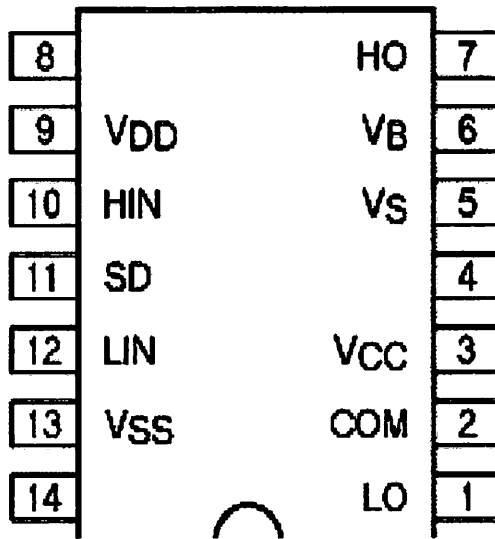 8 HO 7
9 VDD VB 6
10 HIN VS 5
11 SD 4
12 LIN VCC 3
13 VSS COM 2
14 LO 1